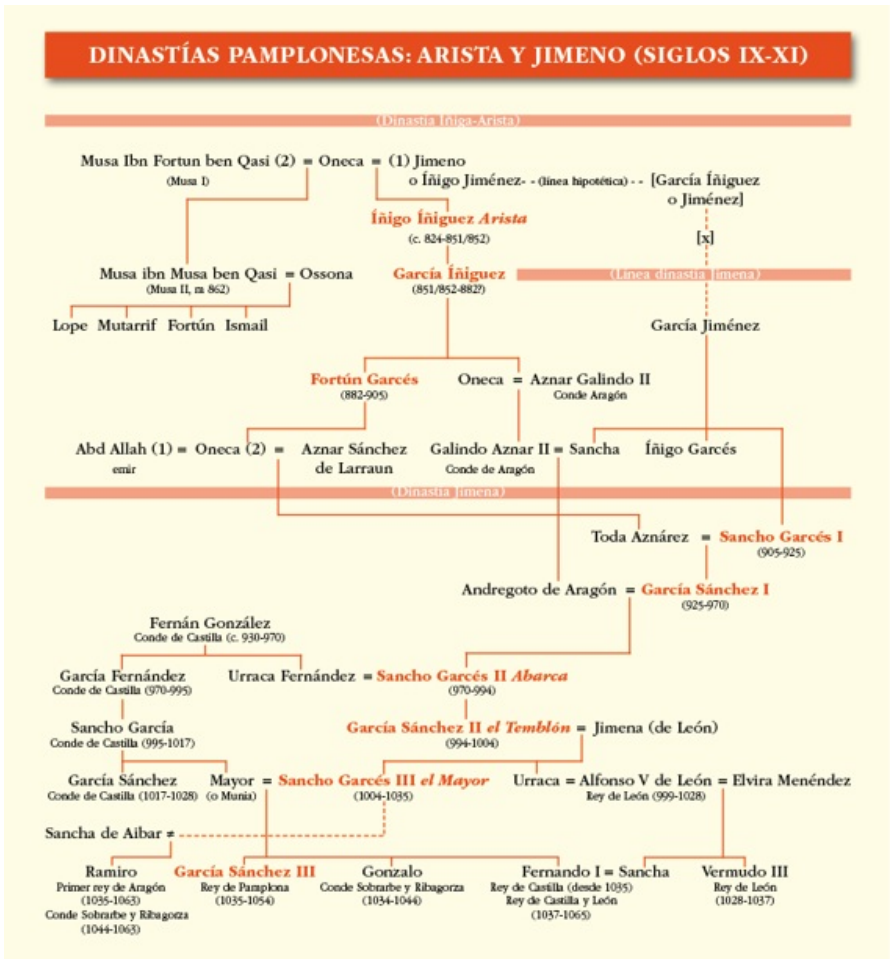 DINASTÍAS PAMPLONESAS: ARISTA Y JIMENO (SIGLOS IX-XI)
(Dinastía Íñiga-Arista)
Musa Ibn Fortun ben Qasi (2) = Oneca = (1) Jimeno
(Musa I)
o Íñigo Jiménez- - (línea hipotética) - - [García Íñiguez
o Jiménez]
Íñigo Íñiguez Arista
(c. 824-851/852)
[x]
Musa ibn Musa ben Qasi = Ossona
(Musa II, m 862)
García Íñiguez
(851/852-882?)
(Línea dinastía Jimena)
Lope Mutarrif Fortún Ismail
García Jiménez
Fortún Garcés
(882-905)
Oneca = Aznar Galindo II
Conde Aragón
Abd Allah (1) = Oneca (2) = Aznar Sánchez
emir
de Larraun
Galindo Aznar II = Sancha
Conde de Aragón
Íñigo Garcés
(Dinastía Jimena)
Toda Aznárez = Sancho Garcés I
(905-925)
Andregoto de Aragón = García Sánchez I
(925-970)
Fernán González
Conde de Castilla (c. 930-970)
García Fernández
Conde de Castilla (970-995)
Urraca Fernández = Sancho Garcés II Abarca
(970-994)
Sancho García
Conde de Castilla (995-1017)
García Sánchez II el Temblón = Jimena (de León)
(994-1004)
García Sánchez
Conde de Castilla (1017-1028)
Mayor = Sancho Garcés III el Mayor
(o Munia)
(1004-1035)
Urraca = Alfonso V de León = Elvira Menéndez
Rey de León (999-1028)
Sancha de Aibar ≠
Ramiro
Primer rey de Aragón
(1035-1063)
Conde Sobrarbe y Ribagorza
(1044-1063)
García Sánchez III
Rey de Pamplona
(1035-1054)
Gonzalo
Conde Sobrarbe y Ribagorza
(1034-1044)
Fernando I = Sancha
Rey de Castilla (desde 1035)
Rey de Castilla y León
(1037-1065)
Vermudo III
Rey de León
(1028-1037)